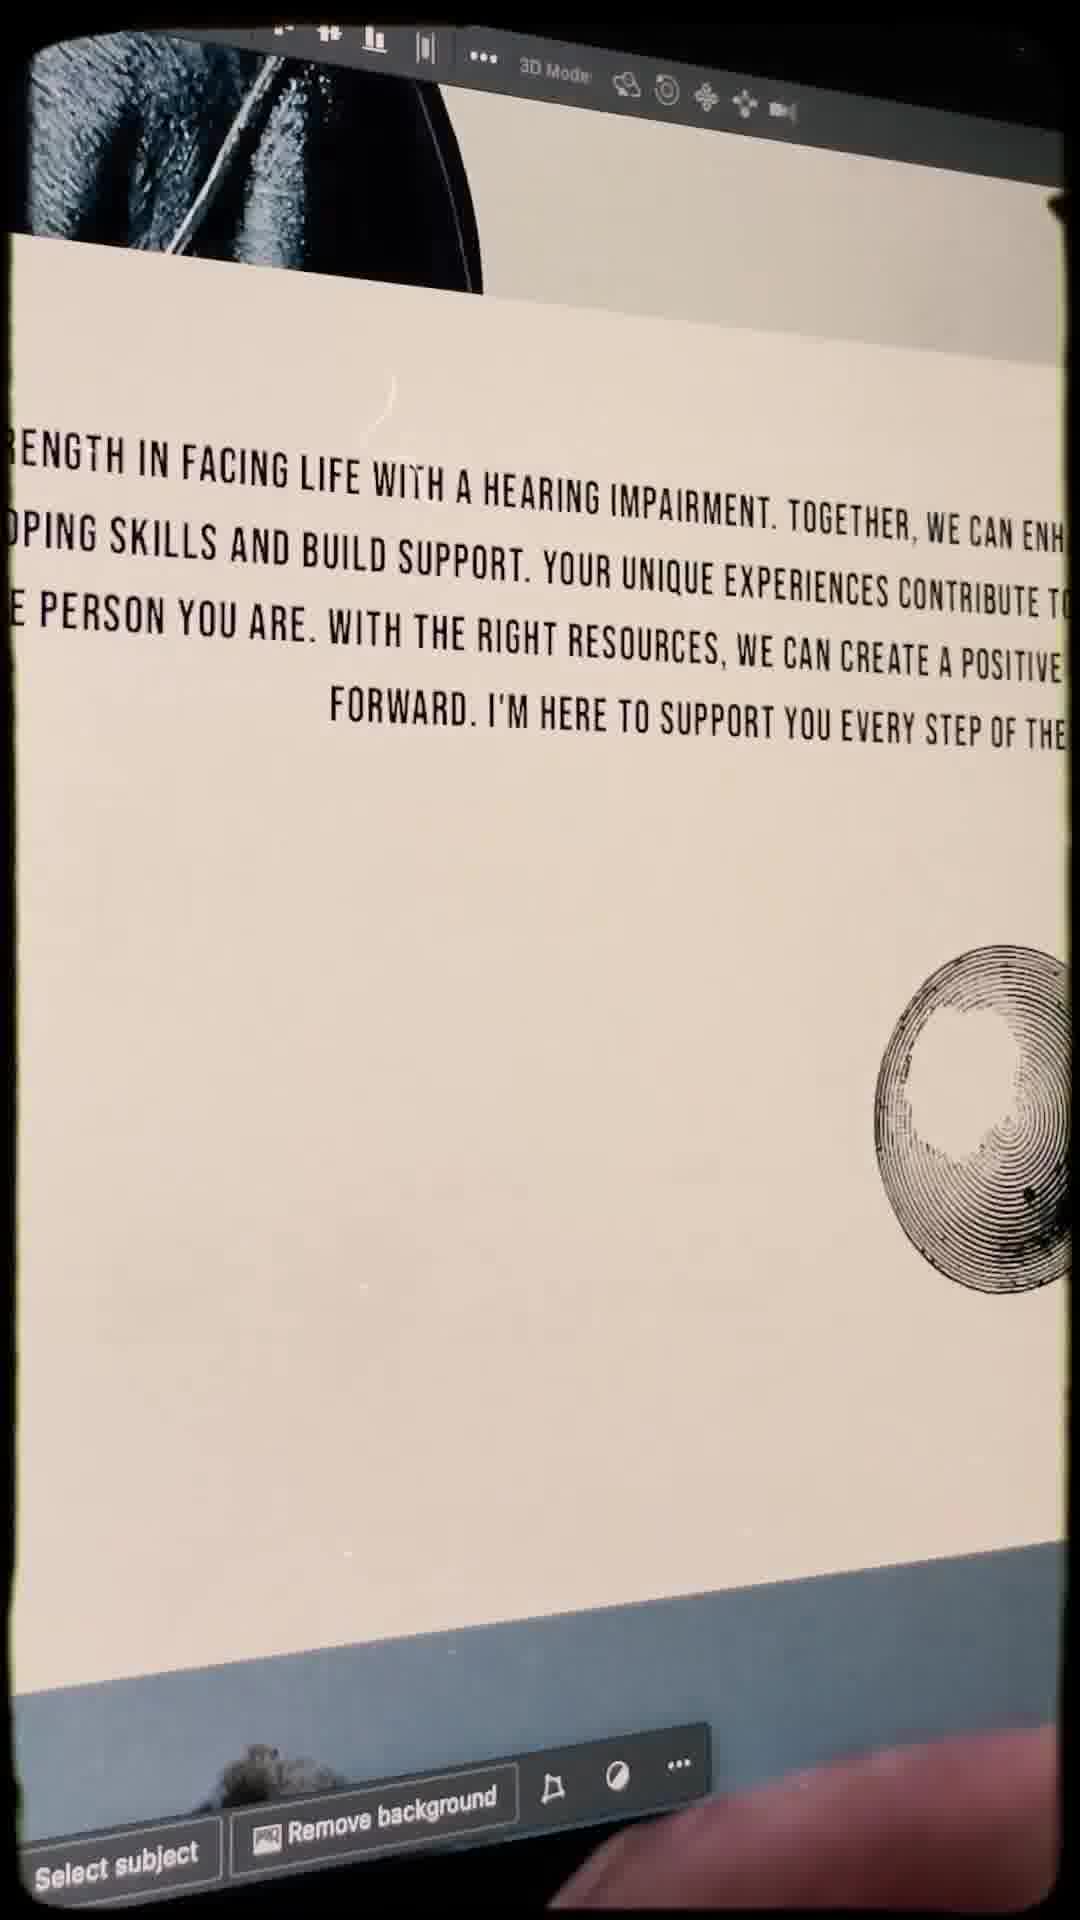 3D Mode
RENGTH IN FACING LIFE WITH A HEARING IMPAIRMENT. TOGETHER, WE CAN ENH
OPING SKILLS AND BUILD SUPPORT. YOUR UNIQUE EXPERIENCES CONTRIBUTE TO
E PERSON YOU ARE. WITH THE RIGHT RESOURCES, WE CAN CREATE A POSITIVE
FORWARD. I'M HERE TO SUPPORT YOU EVERY STEP OF THE
Select subject
Remove background